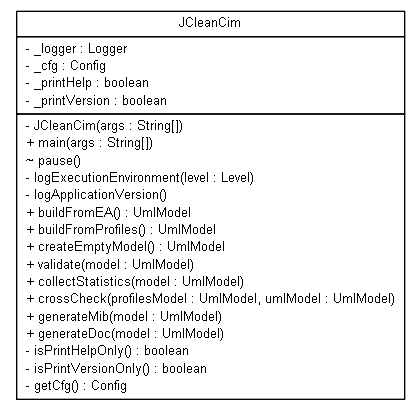 JCleanCim
- _logger : Logger
- _cfg : Config
- _printHelp : boolean
- _printVersion : boolean
- JCleanCim(args : String[])
+ main(args : String[])
~ pause()
- logExecutionEnvironment(level : Level)
- logApplicationVersion()
+ buildFromEA() : UmlModel
+ buildFromProfiles() : UmlModel
+ createEmptyModel() : UmlModel
+ validate(model : UmlModel)
+ collectStatistics(model : UmlModel)
+ crossCheck(profilesModel : UmlModel, umlModel : UmlModel)
+ generateMib(model : UmlModel)
+ generateDoc(model : UmlModel)
- isPrintHelpOnly() : boolean
- isPrintVersionOnly() : boolean
- getCfg() : Config